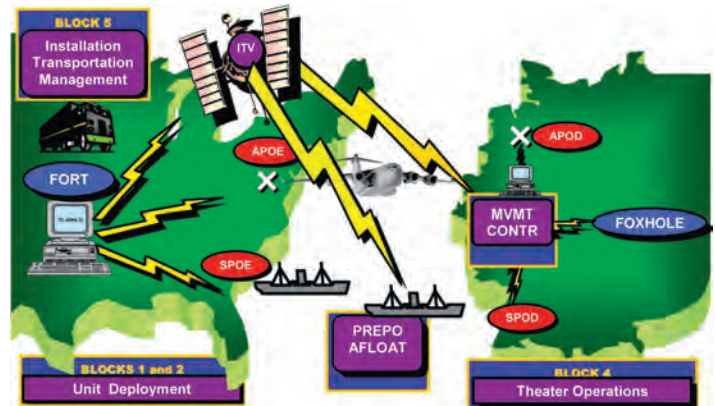 BLOCK 5
Installation
Transportation
Management
ITV
APOE
APOD
FORT
MVMT
CONTR
FOXHOLE
SPOE
SPOD
PREPO
AFLOAT
BLOCKS 1 and 2
Unit Deployment
BLOCK 4
Theater Operations